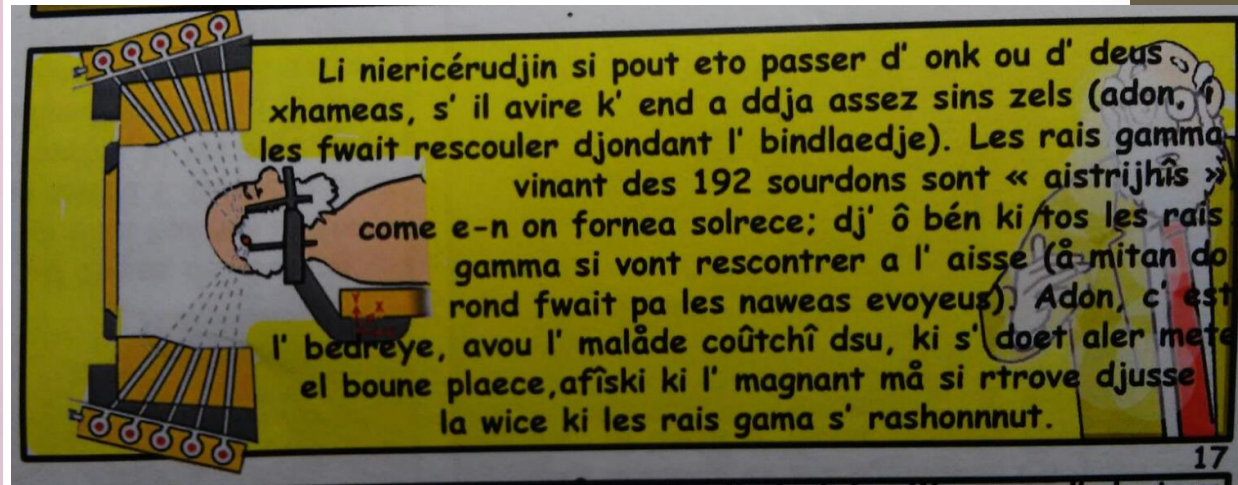 Li niericérudjin si pout eto passer d' onk ou d' deus
xhameas, s' il avire k' end a ddja assez sins zels (adon, i
les fwait rescouler djondant l' bindlaedje). Les rais gamma
vinant des 192 sourdons sont « aistrijhîs »
come e-n on fornea solrece; dj' ô bén ki tos les rais
gamma si vont rescontrer a l' aisse (å mitan do
rond fwait pa les naweas evoyeus). Adon, c' est
l' bedreye, avou l' malåde coûtchî dsu, ki s' doet aler mete
el boune plaece,afîski ki l' magnant må si rtrove djusse
la wice ki les rais gama s' rashonnnut.
17